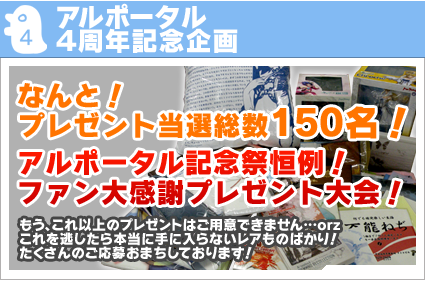 4
アルポータル
4周年記念企画
なんと！
プレゼント当選総数150名！
アルポータル記念祭恒例！
ファン大感謝プレゼント大会！
もう、これ以上のプレゼントはご用意できません…orz
これを逃したら本当に手に入らないレアものばかり！
たくさんのご応募おまちしております！
龍ねぢ